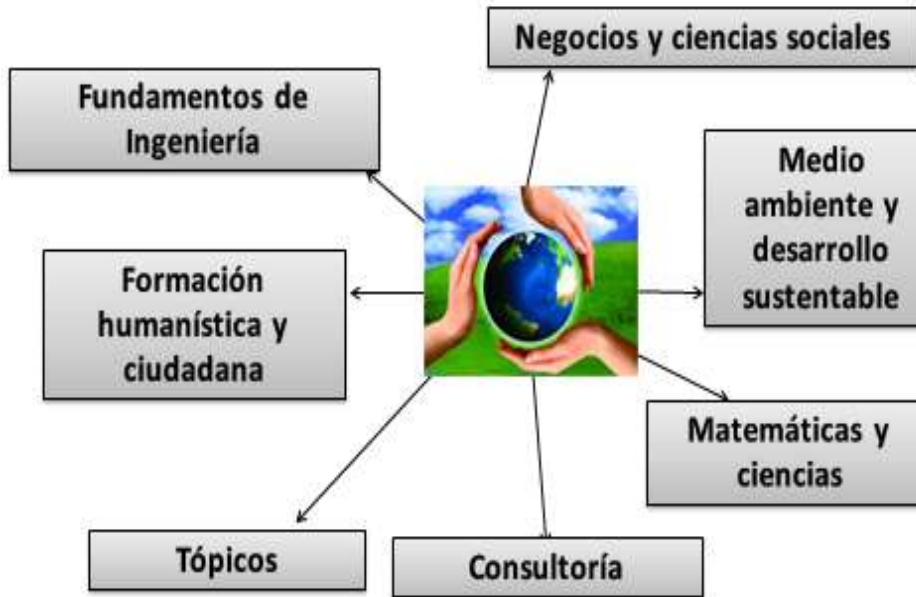 Negocios y ciencias sociales
Fundamentos de
Ingeniería
Medio
ambiente y
desarrollo
sustentable
Formación
humanística y
ciudadana
Matemáticas y
ciencias
Tópicos
Consultoría